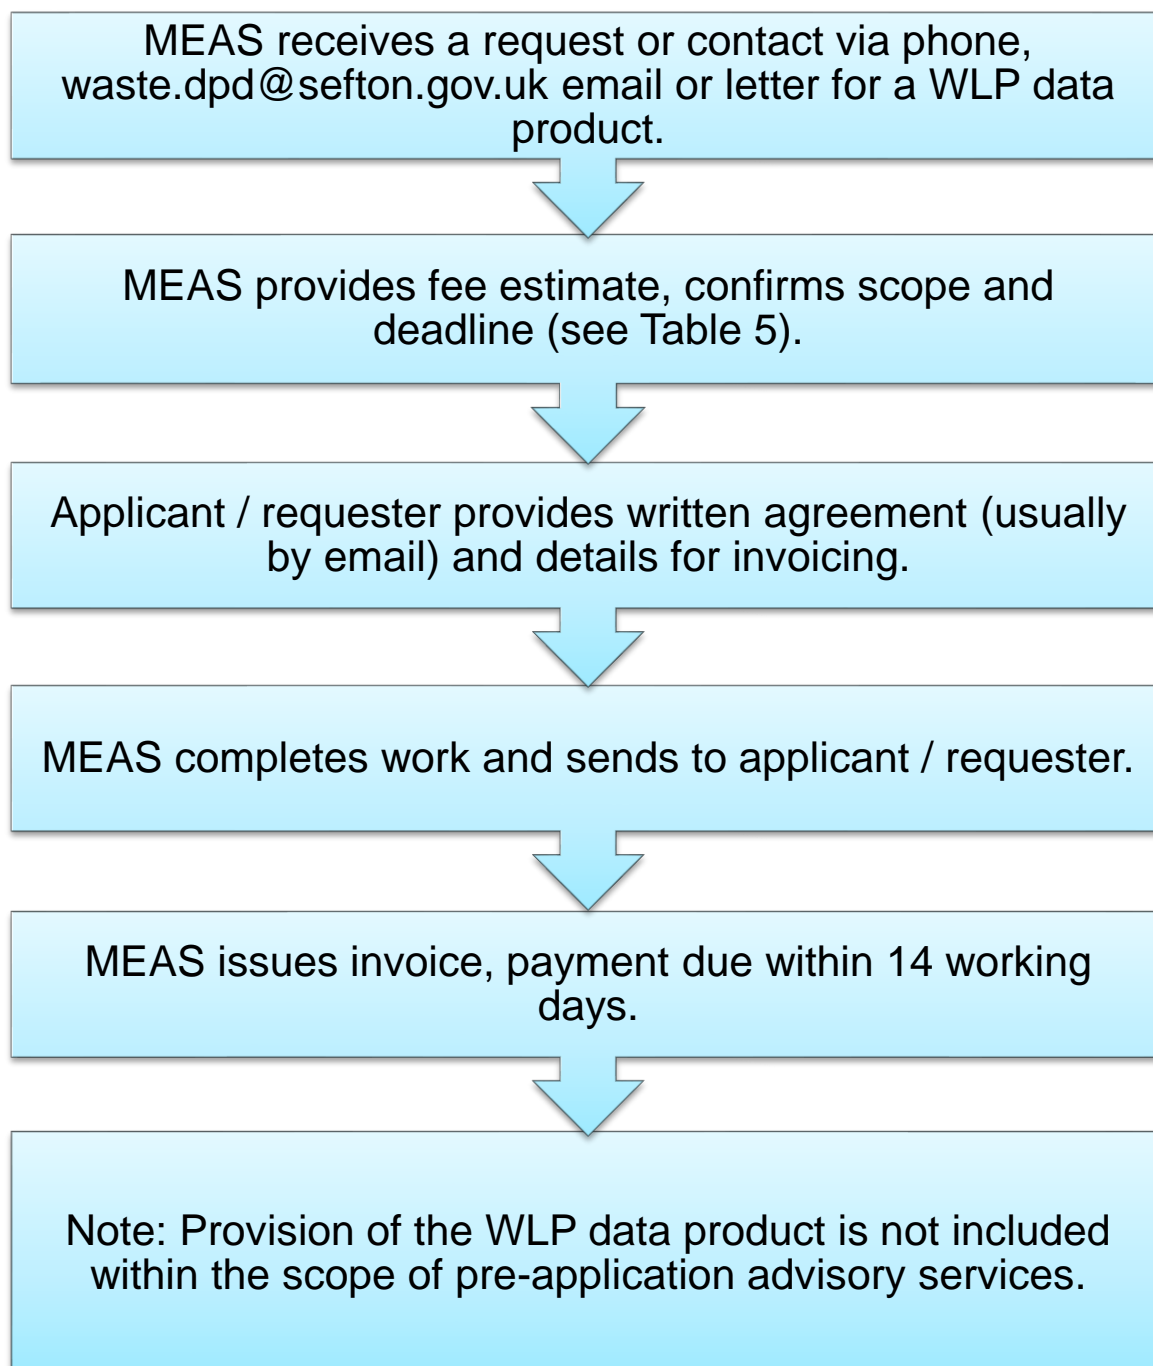 MEAS receives a request or contact via phone,
waste.dpd@sefton.gov.uk email or letter for a WLP data
product.
MEAS provides fee estimate, confirms scope and
deadline (see Table 5).
Applicant / requester provides written agreement (usually
by email) and details for invoicing.
MEAS completes work and sends to applicant / requester.
MEAS issues invoice, payment due within 14 working
days.
Note: Provision of the WLP data product is not included
within the scope of pre-application advisory services.